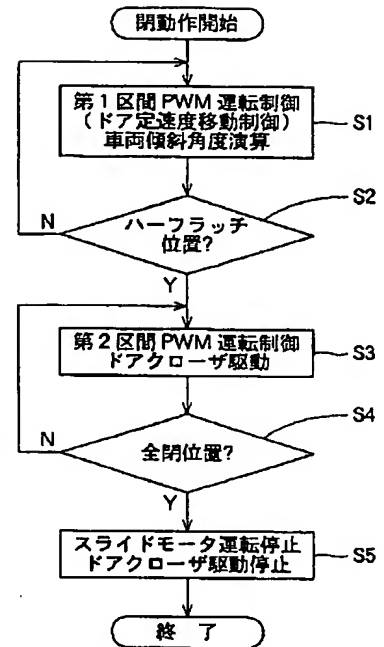 閉動作開始
第1区間 PWM 運転制御
(ドア定速度移動制御)
車両傾斜角度演算
S1
S2
ハーフラッチ
位置?
N
Y
第2区間 PWM 運転制御
ドアクローザ駆動
S3
S4
全閉位置?
N
Y
スライドモータ運転停止
ドアクローザ駆動停止
S5
終 了